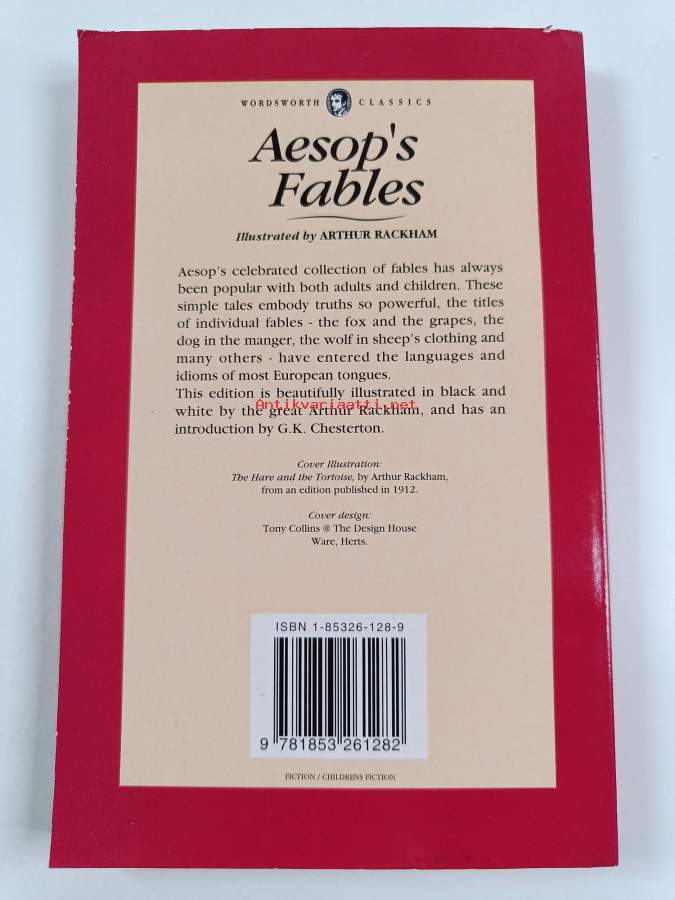 WORDSWORTH CLASSICS
Aesop's
Fables
Illustrated by ARTHUR RACKHAM
Aesop's celebrated collection of fables has always
been popular with both adults and children. These
simple tales embody truths so powerful, the titles
of individual fables - the fox and the grapes, the
dog in the manger, the wolf in sheep's clothing and
many others - have entered the languages and
idioms of most European tongues.
This edition is beautifully illustrated in black and
Antikvariaatti.net
white by the great Arthur Rackham, and has an
introduction by G.K. Chesterton.
Cover Illustration:
The Hare and the Tortoise, by Arthur Rackham,
from an edition published in 1912.
Cover design:
Tony Collins @ The Design House
Ware, Herts.
ISBN 1-85326-128-9
9 781853 261282
FICTION / CHILDRENS FICTION